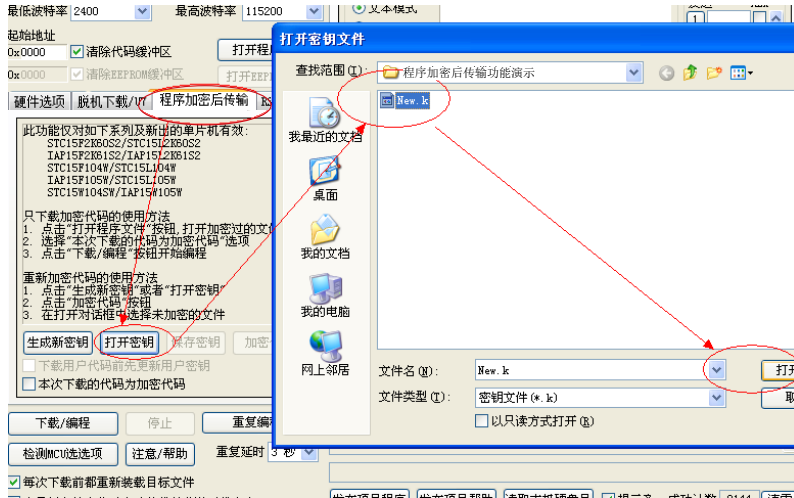 最低波特率 2400
最高波特率 115200
文本模式
起始地址
0x0000 清除代码缓冲区
打开程
0x0000 清除EEPROM缓冲区
打开EEP
硬件选项 脱机下载/U7 程序加密后传输
此功能仅对如下系列及新出的单片机有效:
STC15F2K60S2/STC15L2K60S2
IAP15F2K61S2/IAP15L2K61S2
STC15F104W/STC15L104W
IAP15F105W/STC15L105W
STC15W104SW/IAP15W105W
只下载加密代码的使用方法
1. 点击"打开程序文件"按钮,打开加密过的文
2. 选择"本次下载的代码为加密代码"选项
3. 点击"下载/编程"按钮开始编程
重新加密代码的使用方法
1. 点击"生成新密钥"或者"打开密钥"
2. 点击"加密代码"按钮
3. 在打开对话框中选择未加密的文件
生成新密钥 打开密钥 保存密钥 加密
下载用户代码前先更新用户密钥
本次下载的代码为加密代码
下载/编程 停止 重复编
检测MCU选选项 注意/帮助 重复延时 3 秒
每次下载前都重新装载目标文件
打开密钥文件
查找范围(I): 程序加密后传输功能演示
New.k
我最近的文档
桌面
我的文档
我的电脑
网上邻居
文件名(N): New.k 打开
文件类型(T): 密钥文件(*.k) 取
以只读方式打开(R)